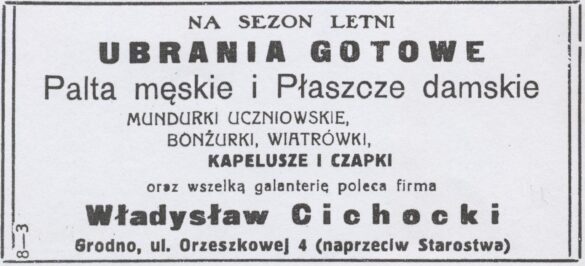 NA SEZON LETNI
UBRANIA GOTOWE
Palta męskie i Płaszcze damskie
MUNDURKI UCZNIOWSKIE,
BONŻURKI, WIATRÓWKI,
KAPELUSZE I CZAPKI
oraz wszelką galanterię poleca firma
Władysław Cichocki
Grodno, ul. Orzeszkowej 4 (naprzeciw Starostwa)
8—3